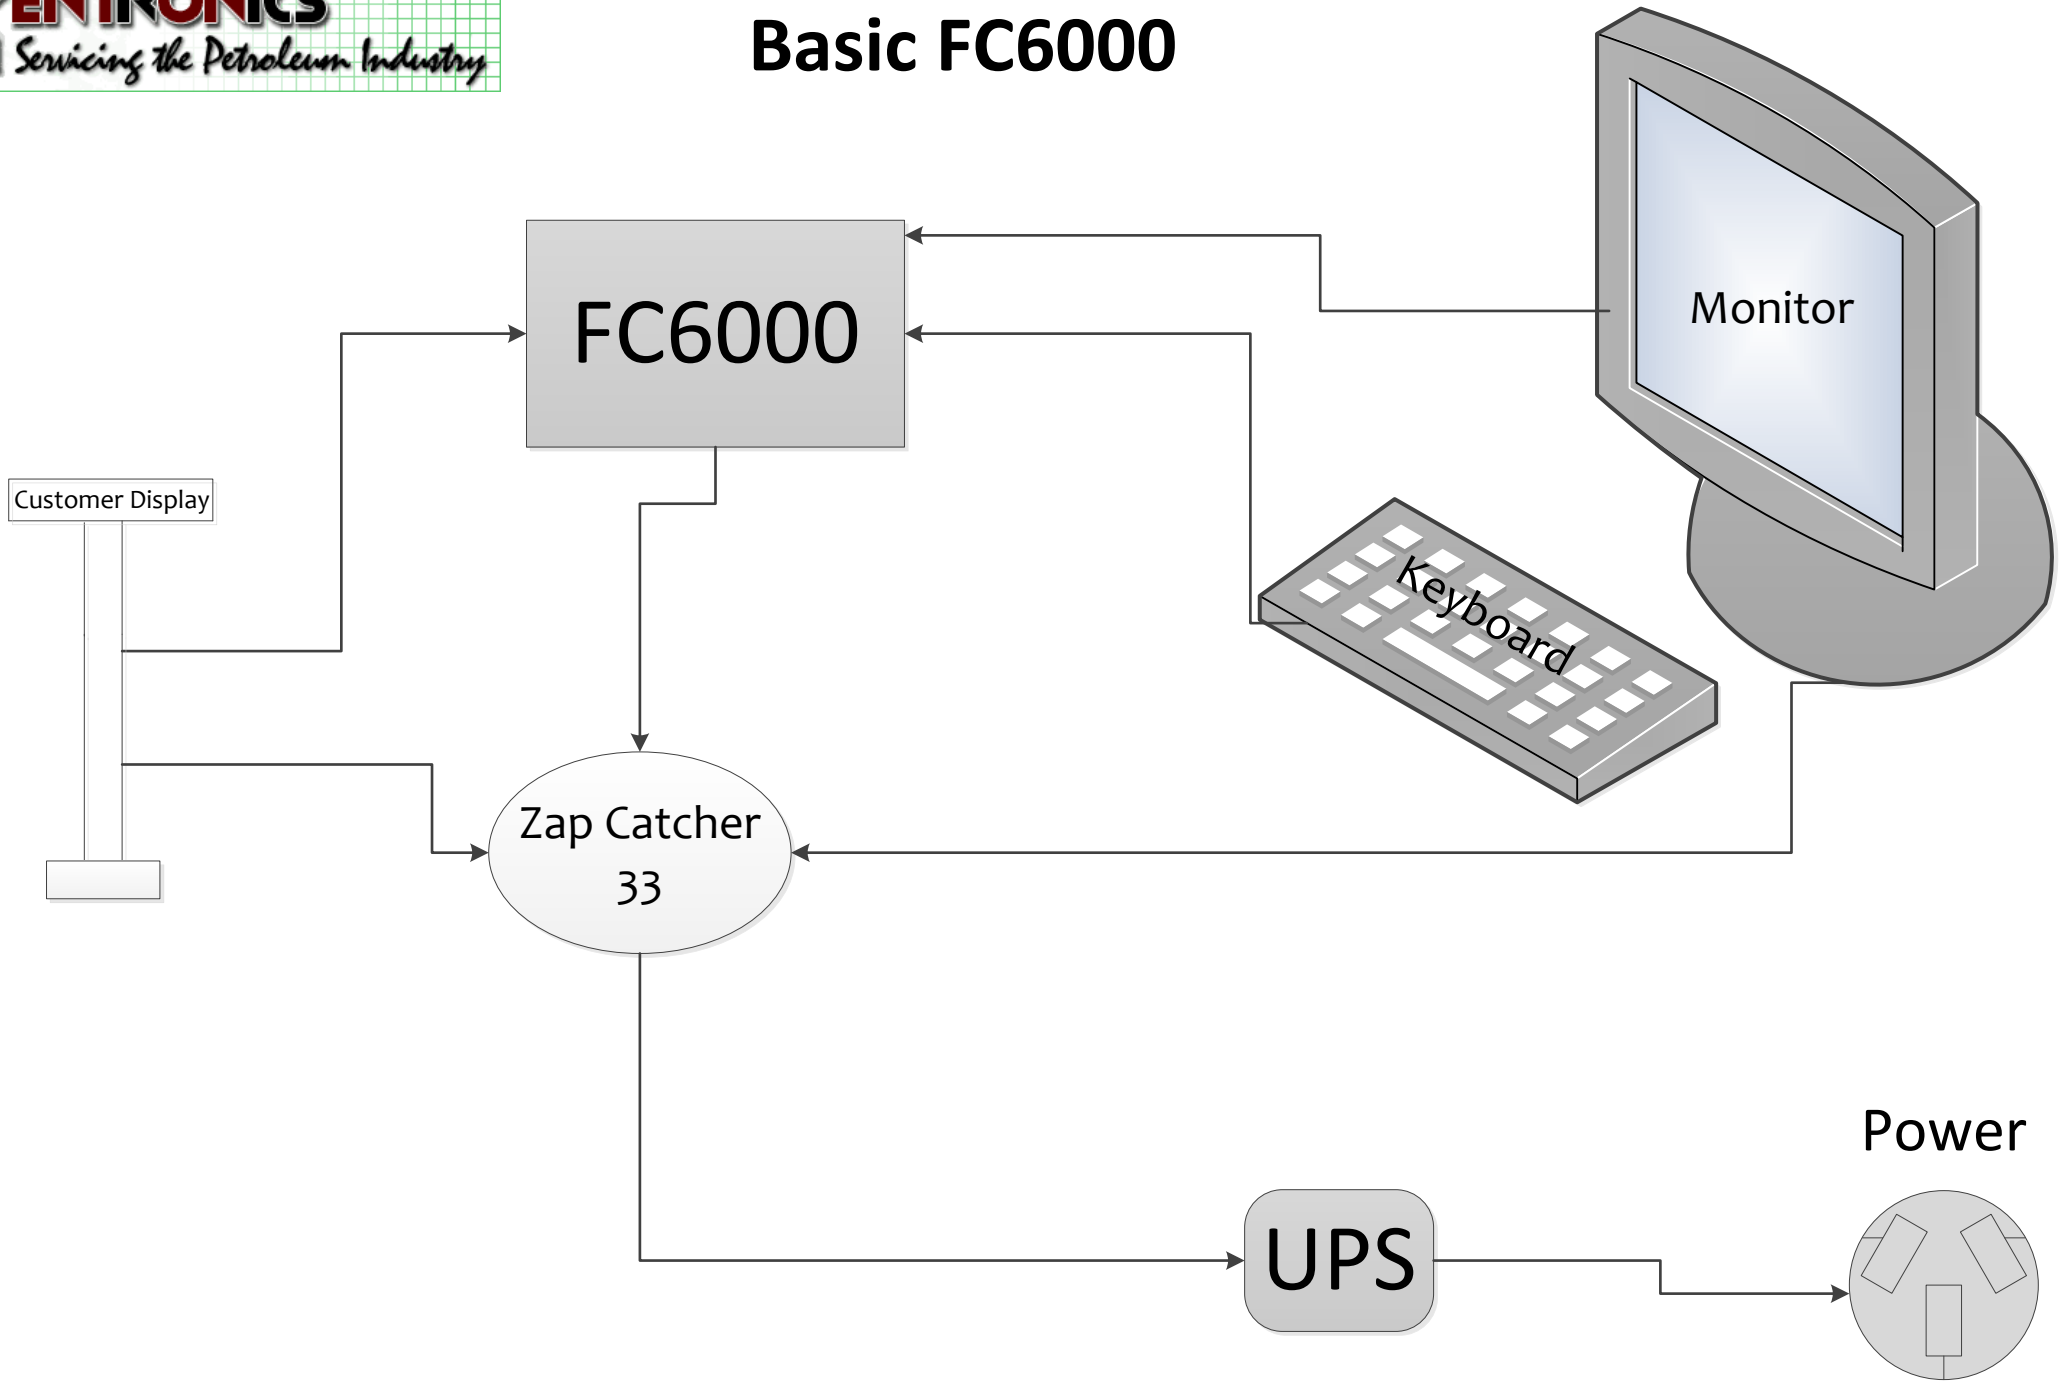 Servicing the Petroleum Industry
Basic FC6000
Monitor
FC6000
Customer Display
Keyboard
Zap Catcher
33
Power
UPS